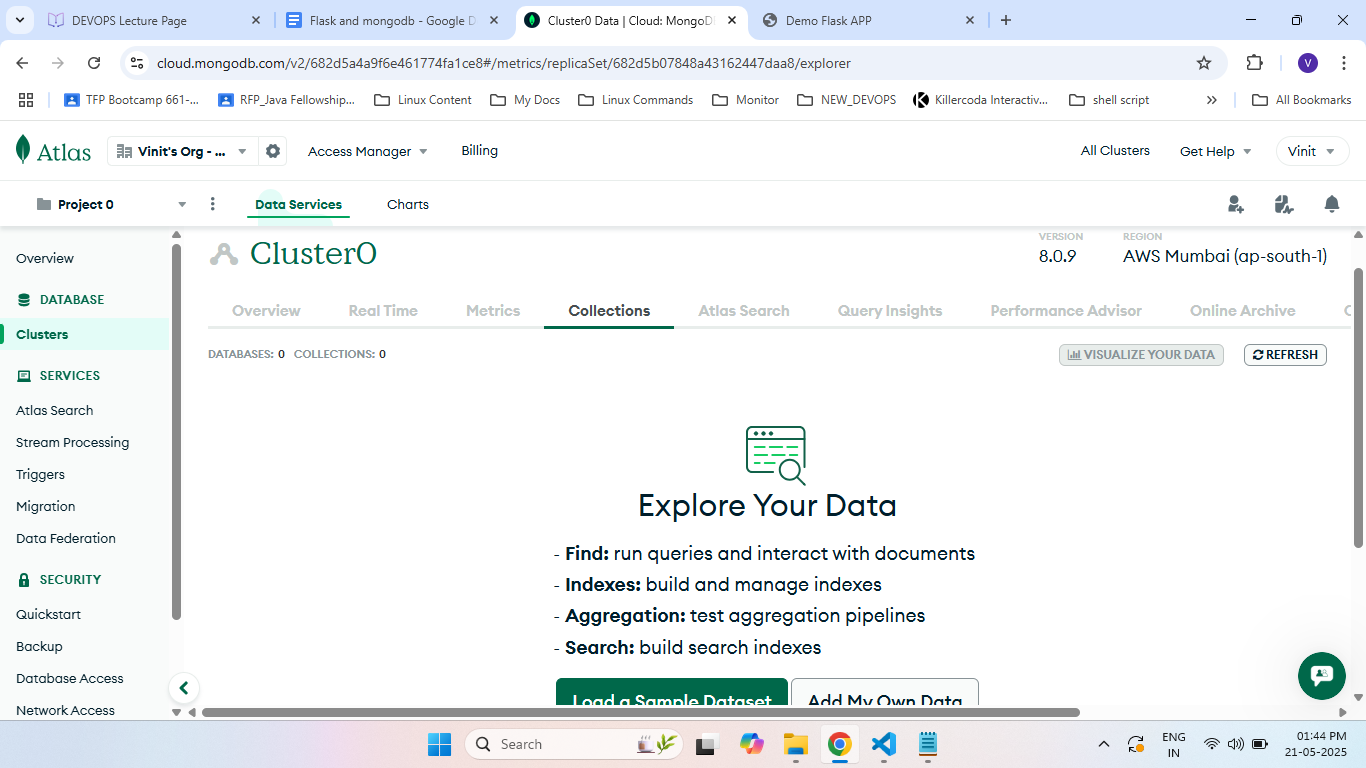 DEVOPS Lecture Page
Flask and mongodb - Google D
Cluster0 Data | Cloud: MongoD
Demo Flask APP
cloud.mongodb.com/v2/682d5a4a9f6e461774fa1ce8#/metrics/replicaSet/682d5b07848a43162447daa8/explorer
V
TFP Bootcamp 661-...
RFP_Java Fellowship...
Linux Content
My Docs
Linux Commands
Monitor
NEW_DEVOPS
Killercoda Interactiv...
shell script
All Bookmarks
Atlas
Vinit's Org - ...
Access Manager
Billing
All Clusters
Get Help
Vinit
Project 0
Data Services
Charts
Overview
DATABASE
Clusters
SERVICES
Atlas Search
Stream Processing
Triggers
Migration
Data Federation
SECURITY
Quickstart
Backup
Database Access
Network Access
Cluster0
VERSION
8.0.9
REGION
AWS Mumbai (ap-south-1)
Overview
Real Time
Metrics
Collections
Atlas Search
Query Insights
Performance Advisor
Online Archive
DATABASES: 0 COLLECTIONS: 0
VISUALIZE YOUR DATA
REFRESH
Explore Your Data
- Find: run queries and interact with documents
- Indexes: build and manage indexes
- Aggregation: test aggregation pipelines
- Search: build search indexes
Load a Sample Dataset
Add My Own Data
Search
ENG
IN
01:44 PM
21-05-2025